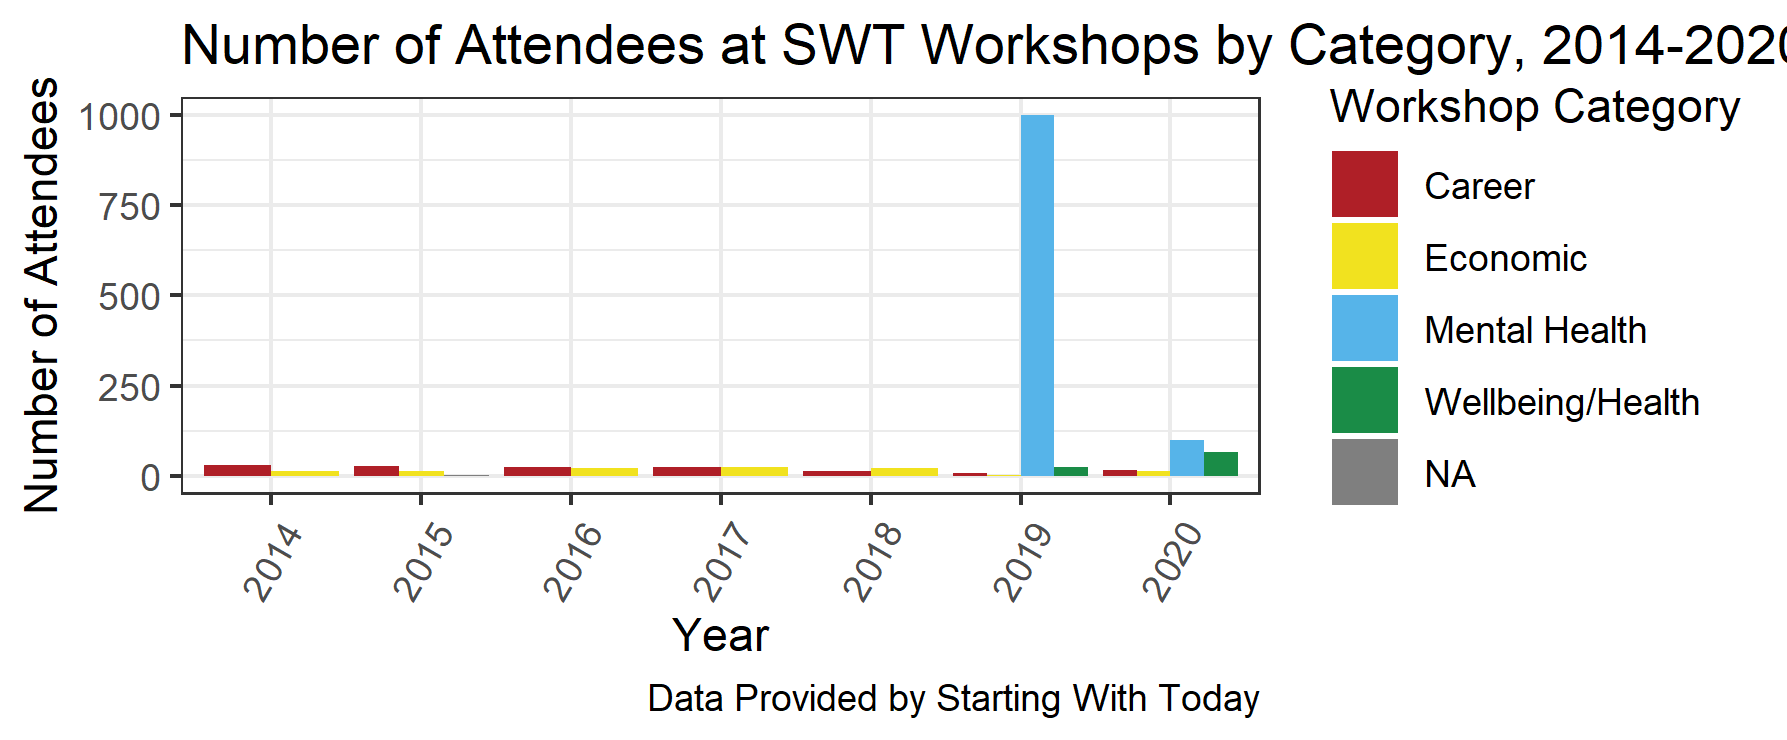 Number of Attendees at SWT Workshops by Category, 2014-2020
Number of Attendees
1000
750
500
250
0
2014
2015
2016
2017
2018
2019
2020
Year
Data Provided by Starting With Today
Workshop Category
Career
Economic
Mental Health
Wellbeing/Health
NA